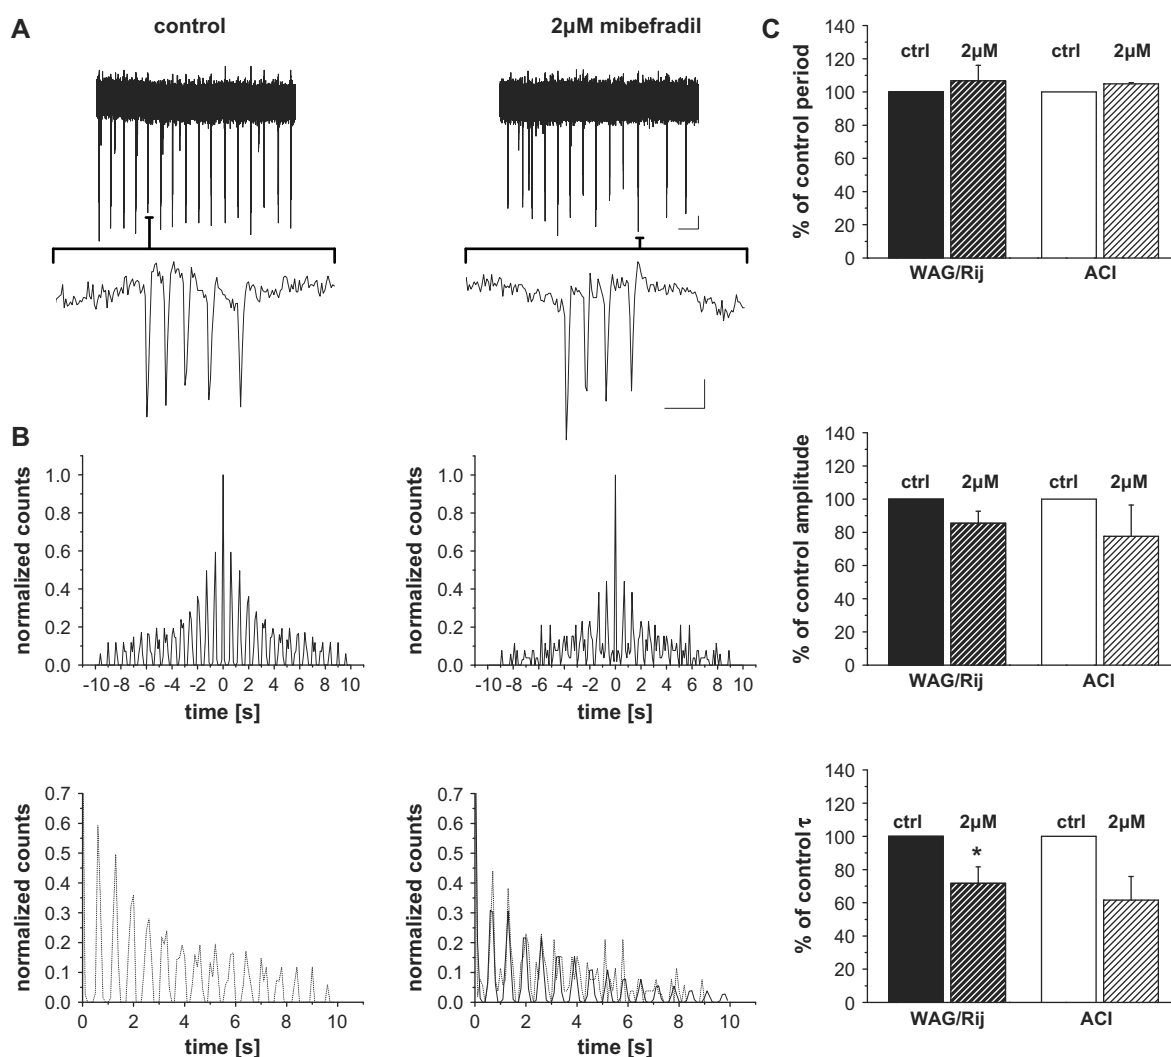 A
control
2µM mibefradil
B
normalized counts
1.0
0.8
0.6
0.4
0.2
0.0
-10 -8 -6 -4 -2 0 2 4 6 8 10
time [s]
normalized counts
1.0
0.8
0.6
0.4
0.2
0.0
-10 -8 -6 -4 -2 0 2 4 6 8 10
time [s]
normalized counts
0.7
0.6
0.5
0.4
0.3
0.2
0.1
0.0
0 2 4 6 8 10
time [s]
normalized counts
0.7
0.6
0.5
0.4
0.3
0.2
0.1
0.0
0 2 4 6 8 10
time [s]
C
% of control period
140
120
100
80
60
40
20
0
ctrl 2µM ctrl 2µM
WAG/Rij ACI
% of control amplitude
140
120
100
80
60
40
20
0
ctrl 2µM ctrl 2µM
WAG/Rij ACI
% of control τ
140
120
100
80
60
40
20
0
ctrl 2µM ctrl 2µM
*
WAG/Rij ACI